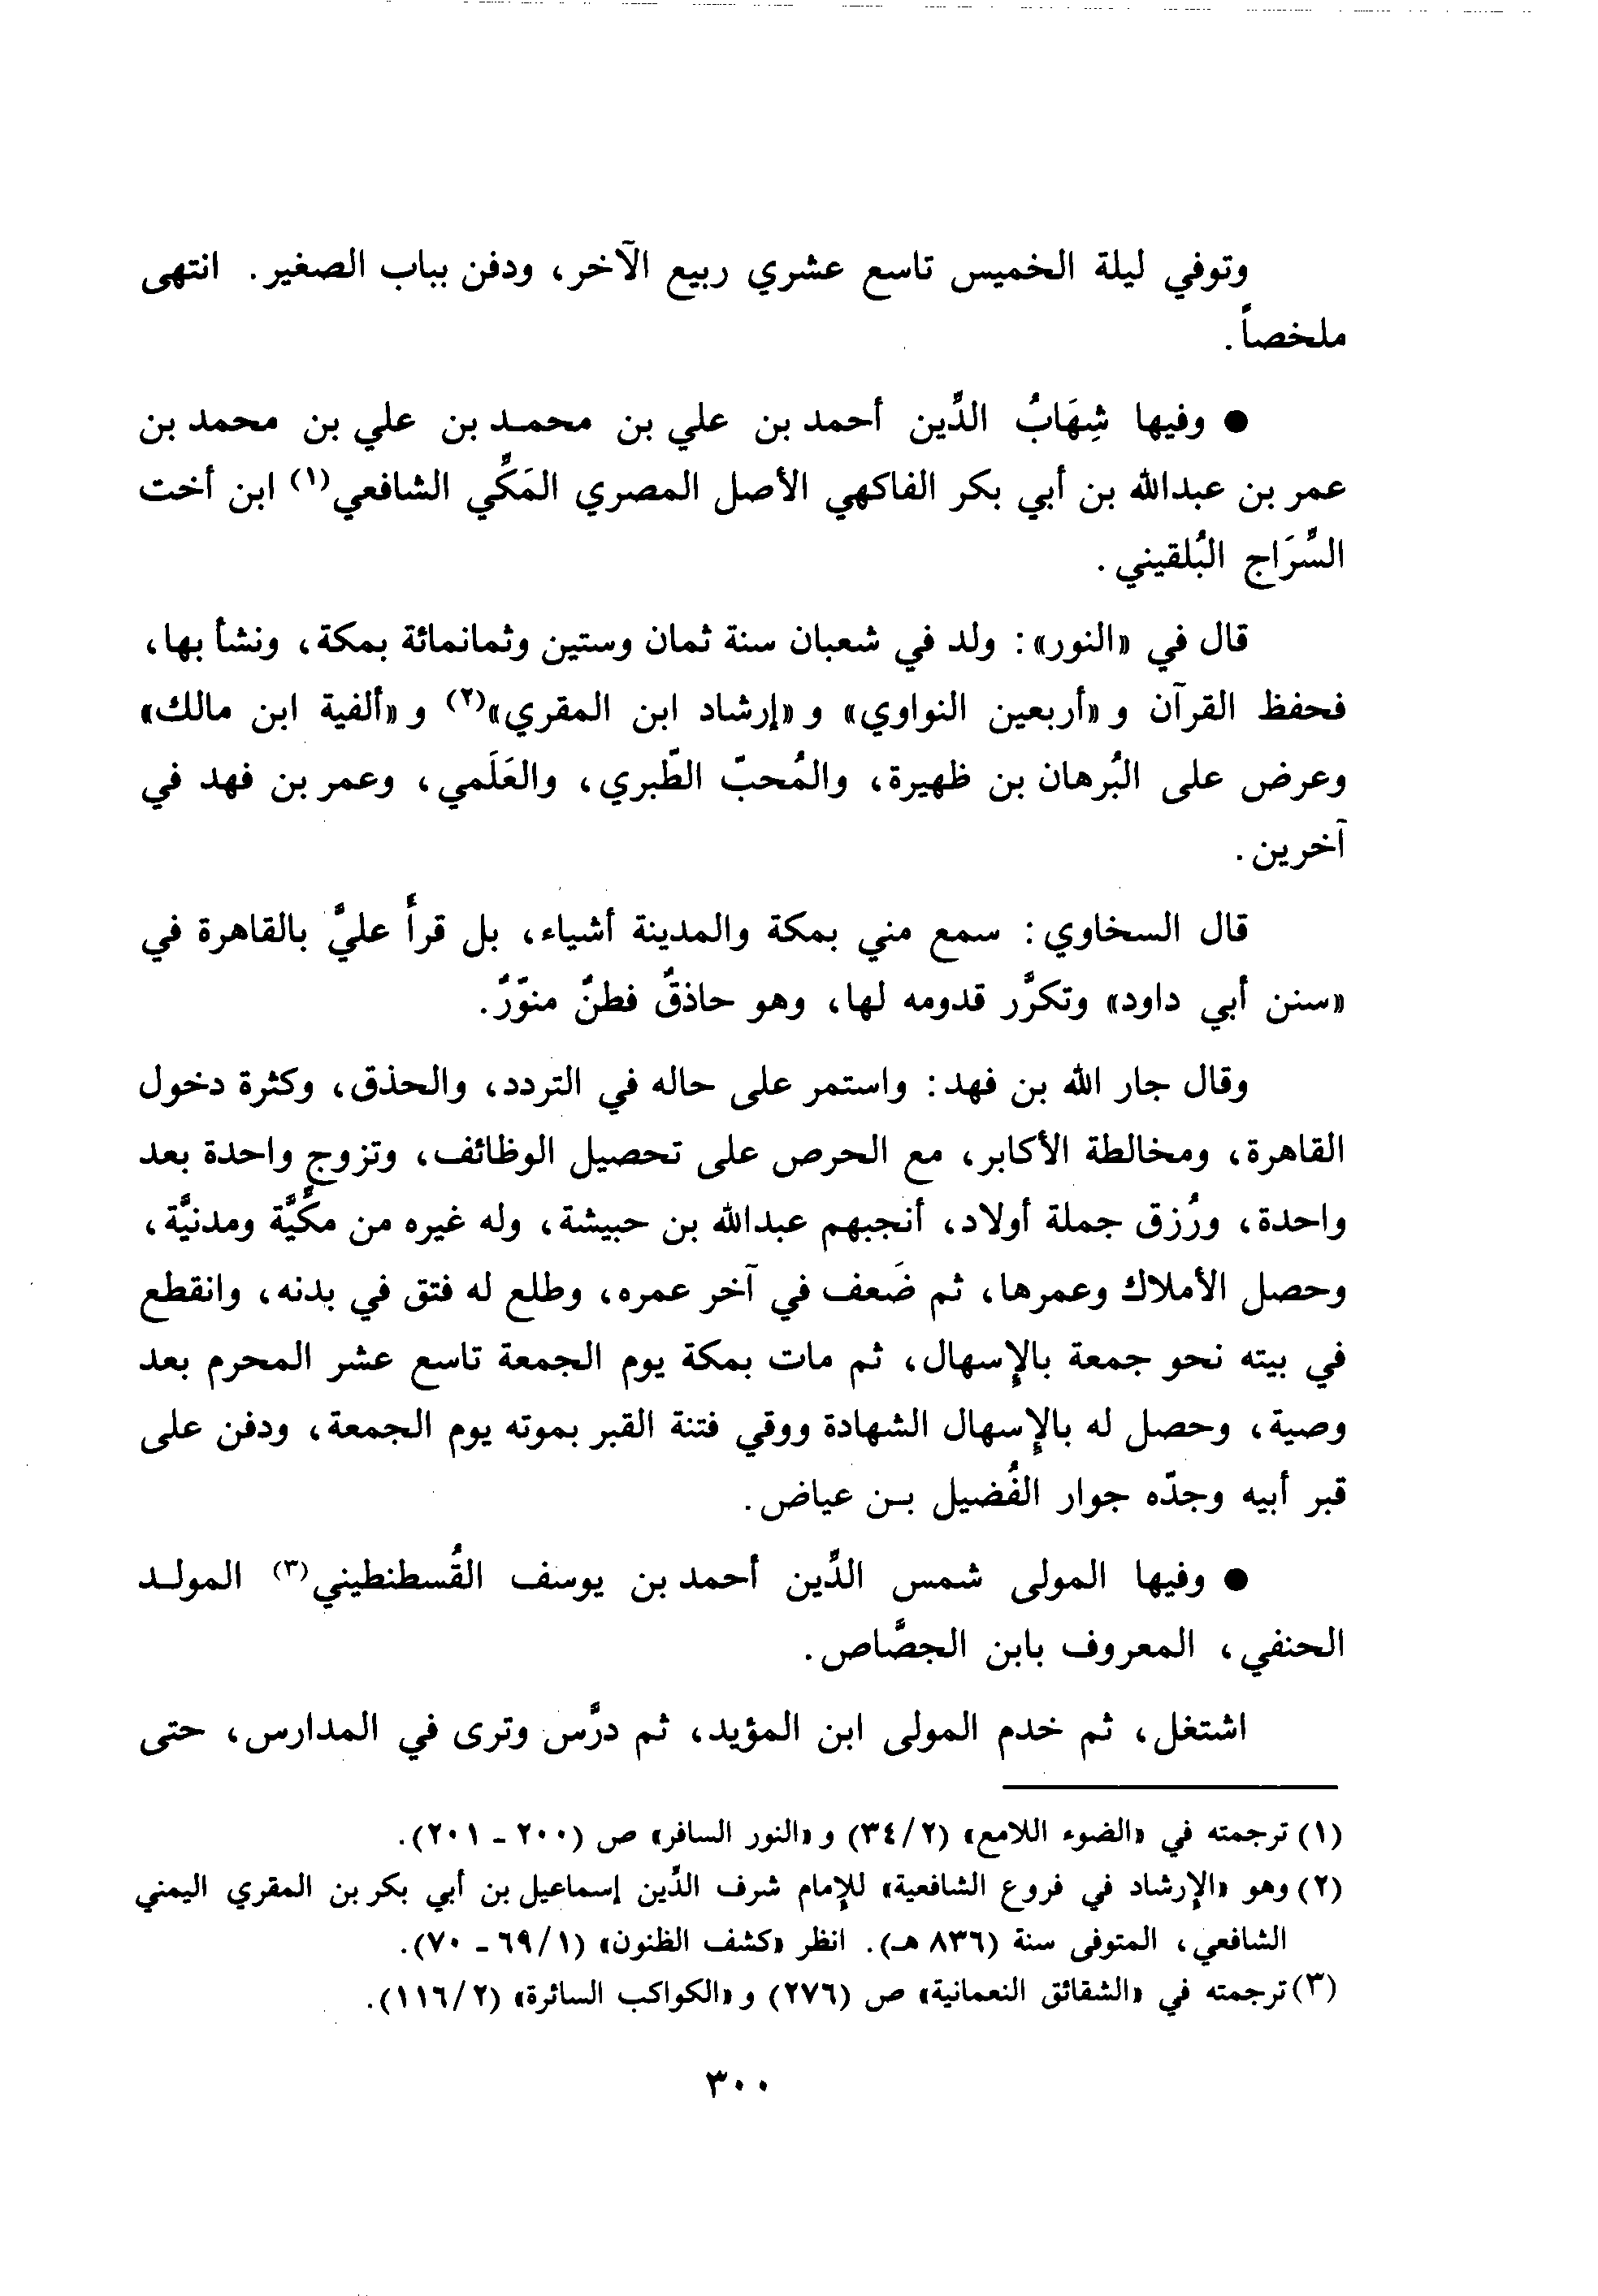 وتوفي ليلة الخميس تاسع عشري ربيع الآخر، ودفن بباب الصغير. انتهى
ملخصاً.
● وفيها شِهَابُ الدِّين أحمد بن علي بن محمد بن علي بن محمد بن
عمر بن عبدالله بن أبي بكر الفاكهي الأصل المصري المَكِّي الشافعي(١) ابن أخت
السِّرَاج البُلقيني.
قال في «النور»: ولد في شعبان سنة ثمان وستين وثمانمائة بمكة، ونشأ بها،
فحفظ القرآن و«أربعين النواوي» و«إرشاد ابن المقري»(٢) و«ألفية ابن مالك»
وعرض على البُرهان بن ظهيرة، والمُحبّ الطّبري، والعَلَمي، وعمر بن فهد في
آخرين.
قال السخاوي: سمع مني بمكة والمدينة أشياء، بل قرأ عليَّ بالقاهرة في
«سنن أبي داود» وتكرَّر قدومه لها، وهو حاذقٌ فطنٌ منوّرٌ.
وقال جار الله بن فهد: واستمر على حاله في التردد، والحذق، وكثرة دخول
القاهرة، ومخالطة الأكابر، مع الحرص على تحصيل الوظائف، وتزوج واحدة بعد
واحدة، ورُزق جملة أولاد، أنجبهم عبدالله بن حبيشة، وله غيره من مكِّيَّة ومدنيَّة،
وحصل الأملاك وعمرها، ثم ضَعف في آخر عمره، وطلع له فتق في بدنه، وانقطع
في بيته نحو جمعة بالإسهال، ثم مات بمكة يوم الجمعة تاسع عشر المحرم بعد
وصية، وحصل له بالإسهال الشهادة ووقي فتنة القبر بموته يوم الجمعة، ودفن على
قبر أبيه وجدّه جوار الفُضيل بن عياض.
● وفيها المولى شمس الدِّين أحمد بن يوسف القُسطنطيني(٣) المولد
الحنفي، المعروف بابن الجصَّاص.
اشتغل، ثم خدم المولى ابن المؤيد، ثم درَّس وترى في المدارس، حتى
(١) ترجمته في «الضوء اللامع» (٣٤/٢) و«النور السافر» ص (٢٠٠ - ٢٠١).
(٢) وهو «الإرشاد في فروع الشافعية» للإمام شرف الدِّين إسماعيل بن أبي بكر بن المقري اليمني
الشافعي، المتوفى سنة (٨٣٦ هـ). انظر «كشف الظنون» (٦٩/١ - ٧٠).
(٣) ترجمته في «الشقائق النعمانية» ص (٢٧٦) و«الكواكب السائرة» (١١٦/٢).
٣٠٠